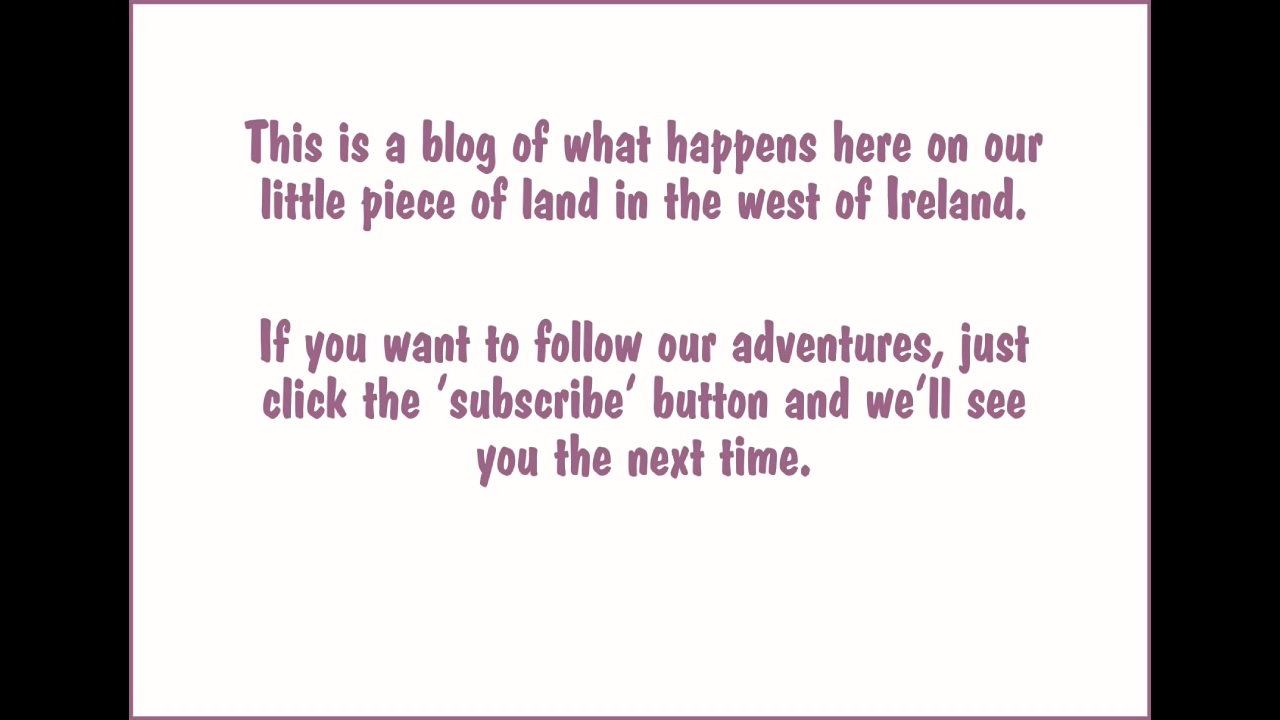 This is a blog of what happens here on our
little piece of land in the west of Ireland.
If you want to follow our adventures, just
click the ‘subscribe’ button and we’ll see
you the next time.